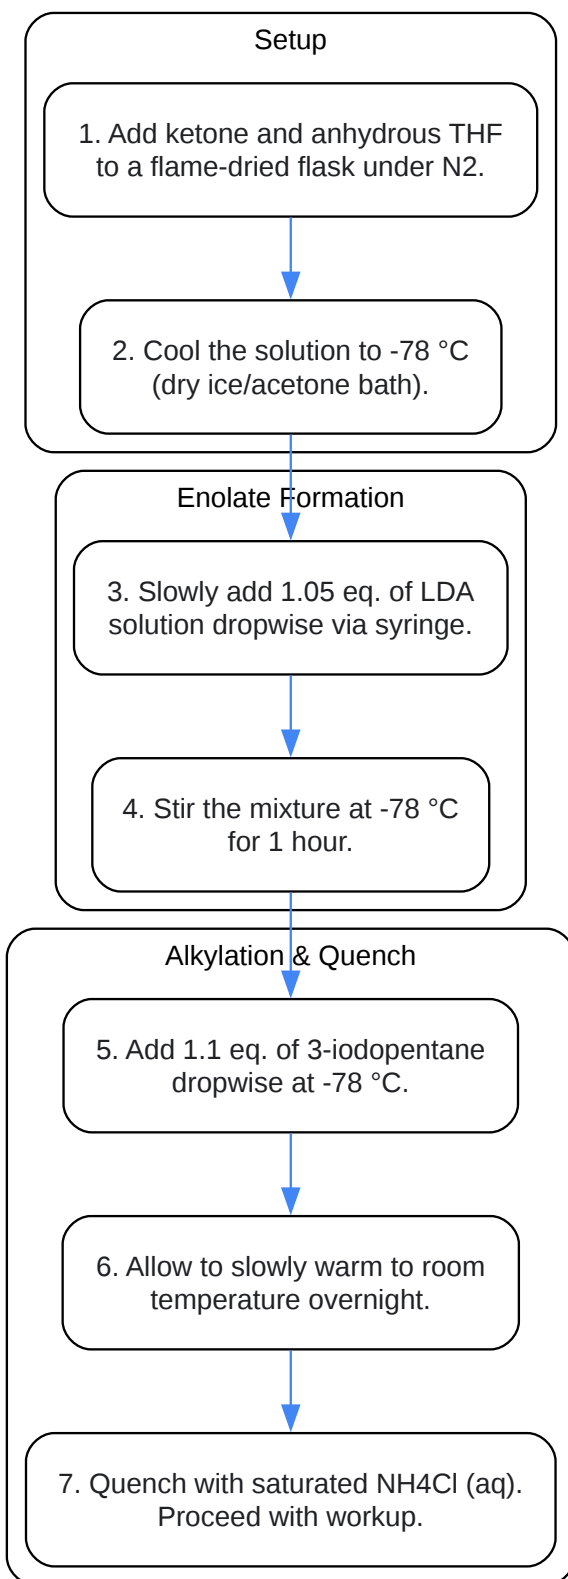 Setup
1. Add ketone and anhydrous THF
to a flame-dried flask under N2.
2. Cool the solution to -78 °C
(dry ice/acetone bath).
Enolate Formation
3. Slowly add 1.05 eq. of LDA
solution dropwise via syringe.
4. Stir the mixture at -78 °C
for 1 hour.
Alkylation & Quench
5. Add 1.1 eq. of 3-iodopentane
dropwise at -78 °C.
6. Allow to slowly warm to room
temperature overnight.
7. Quench with saturated NH4Cl (aq).
Proceed with workup.